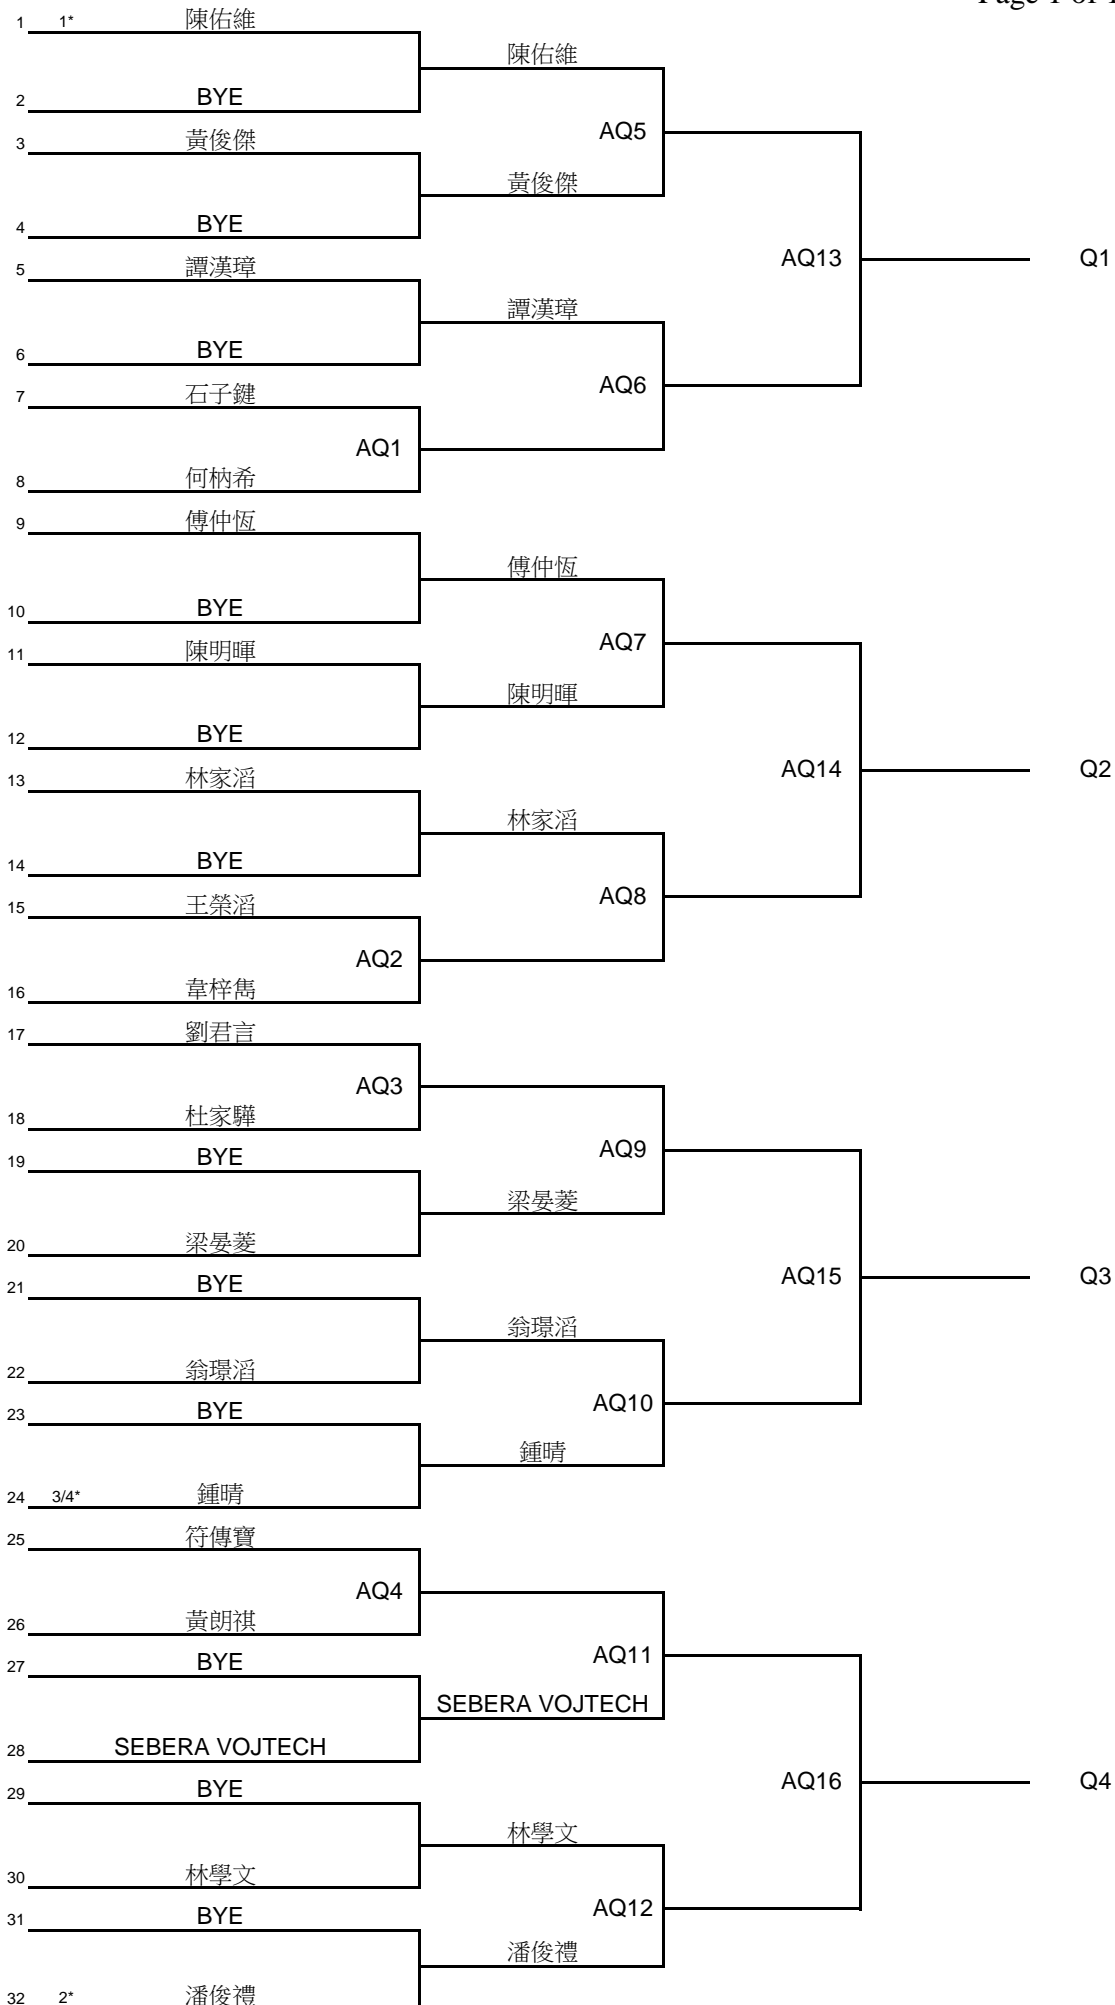 Page 1 of 1
1 1* 陳佑維
陳佑維
2 BYE
AQ5
3 黃俊傑
黃俊傑
4 BYE
AQ13 Q1
5 譚漢璋
譚漢璋
6 BYE
AQ6
7 石子鍵
AQ1
8 何枘希
9 傅仲恆
傅仲恆
10 BYE
AQ7
11 陳明暉
陳明暉
12 BYE
AQ14 Q2
13 林家滔
林家滔
14 BYE
AQ8
15 王榮滔
AQ2
16 韋梓雋
17 劉君言
AQ3
18 杜家驊
AQ9
19 BYE
梁晏菱
20 梁晏菱
AQ15 Q3
21 BYE
翁璟滔
22 翁璟滔
AQ10
23 BYE
鍾晴
24 3/4* 鍾晴
25 符傳寶
AQ4
26 黃朗祺
AQ11
27 BYE
SEBERA VOJTECH
28 SEBERA VOJTECH
AQ16 Q4
29 BYE
林學文
30 林學文
AQ12
31 BYE
潘俊禮
32 2* 潘俊禮